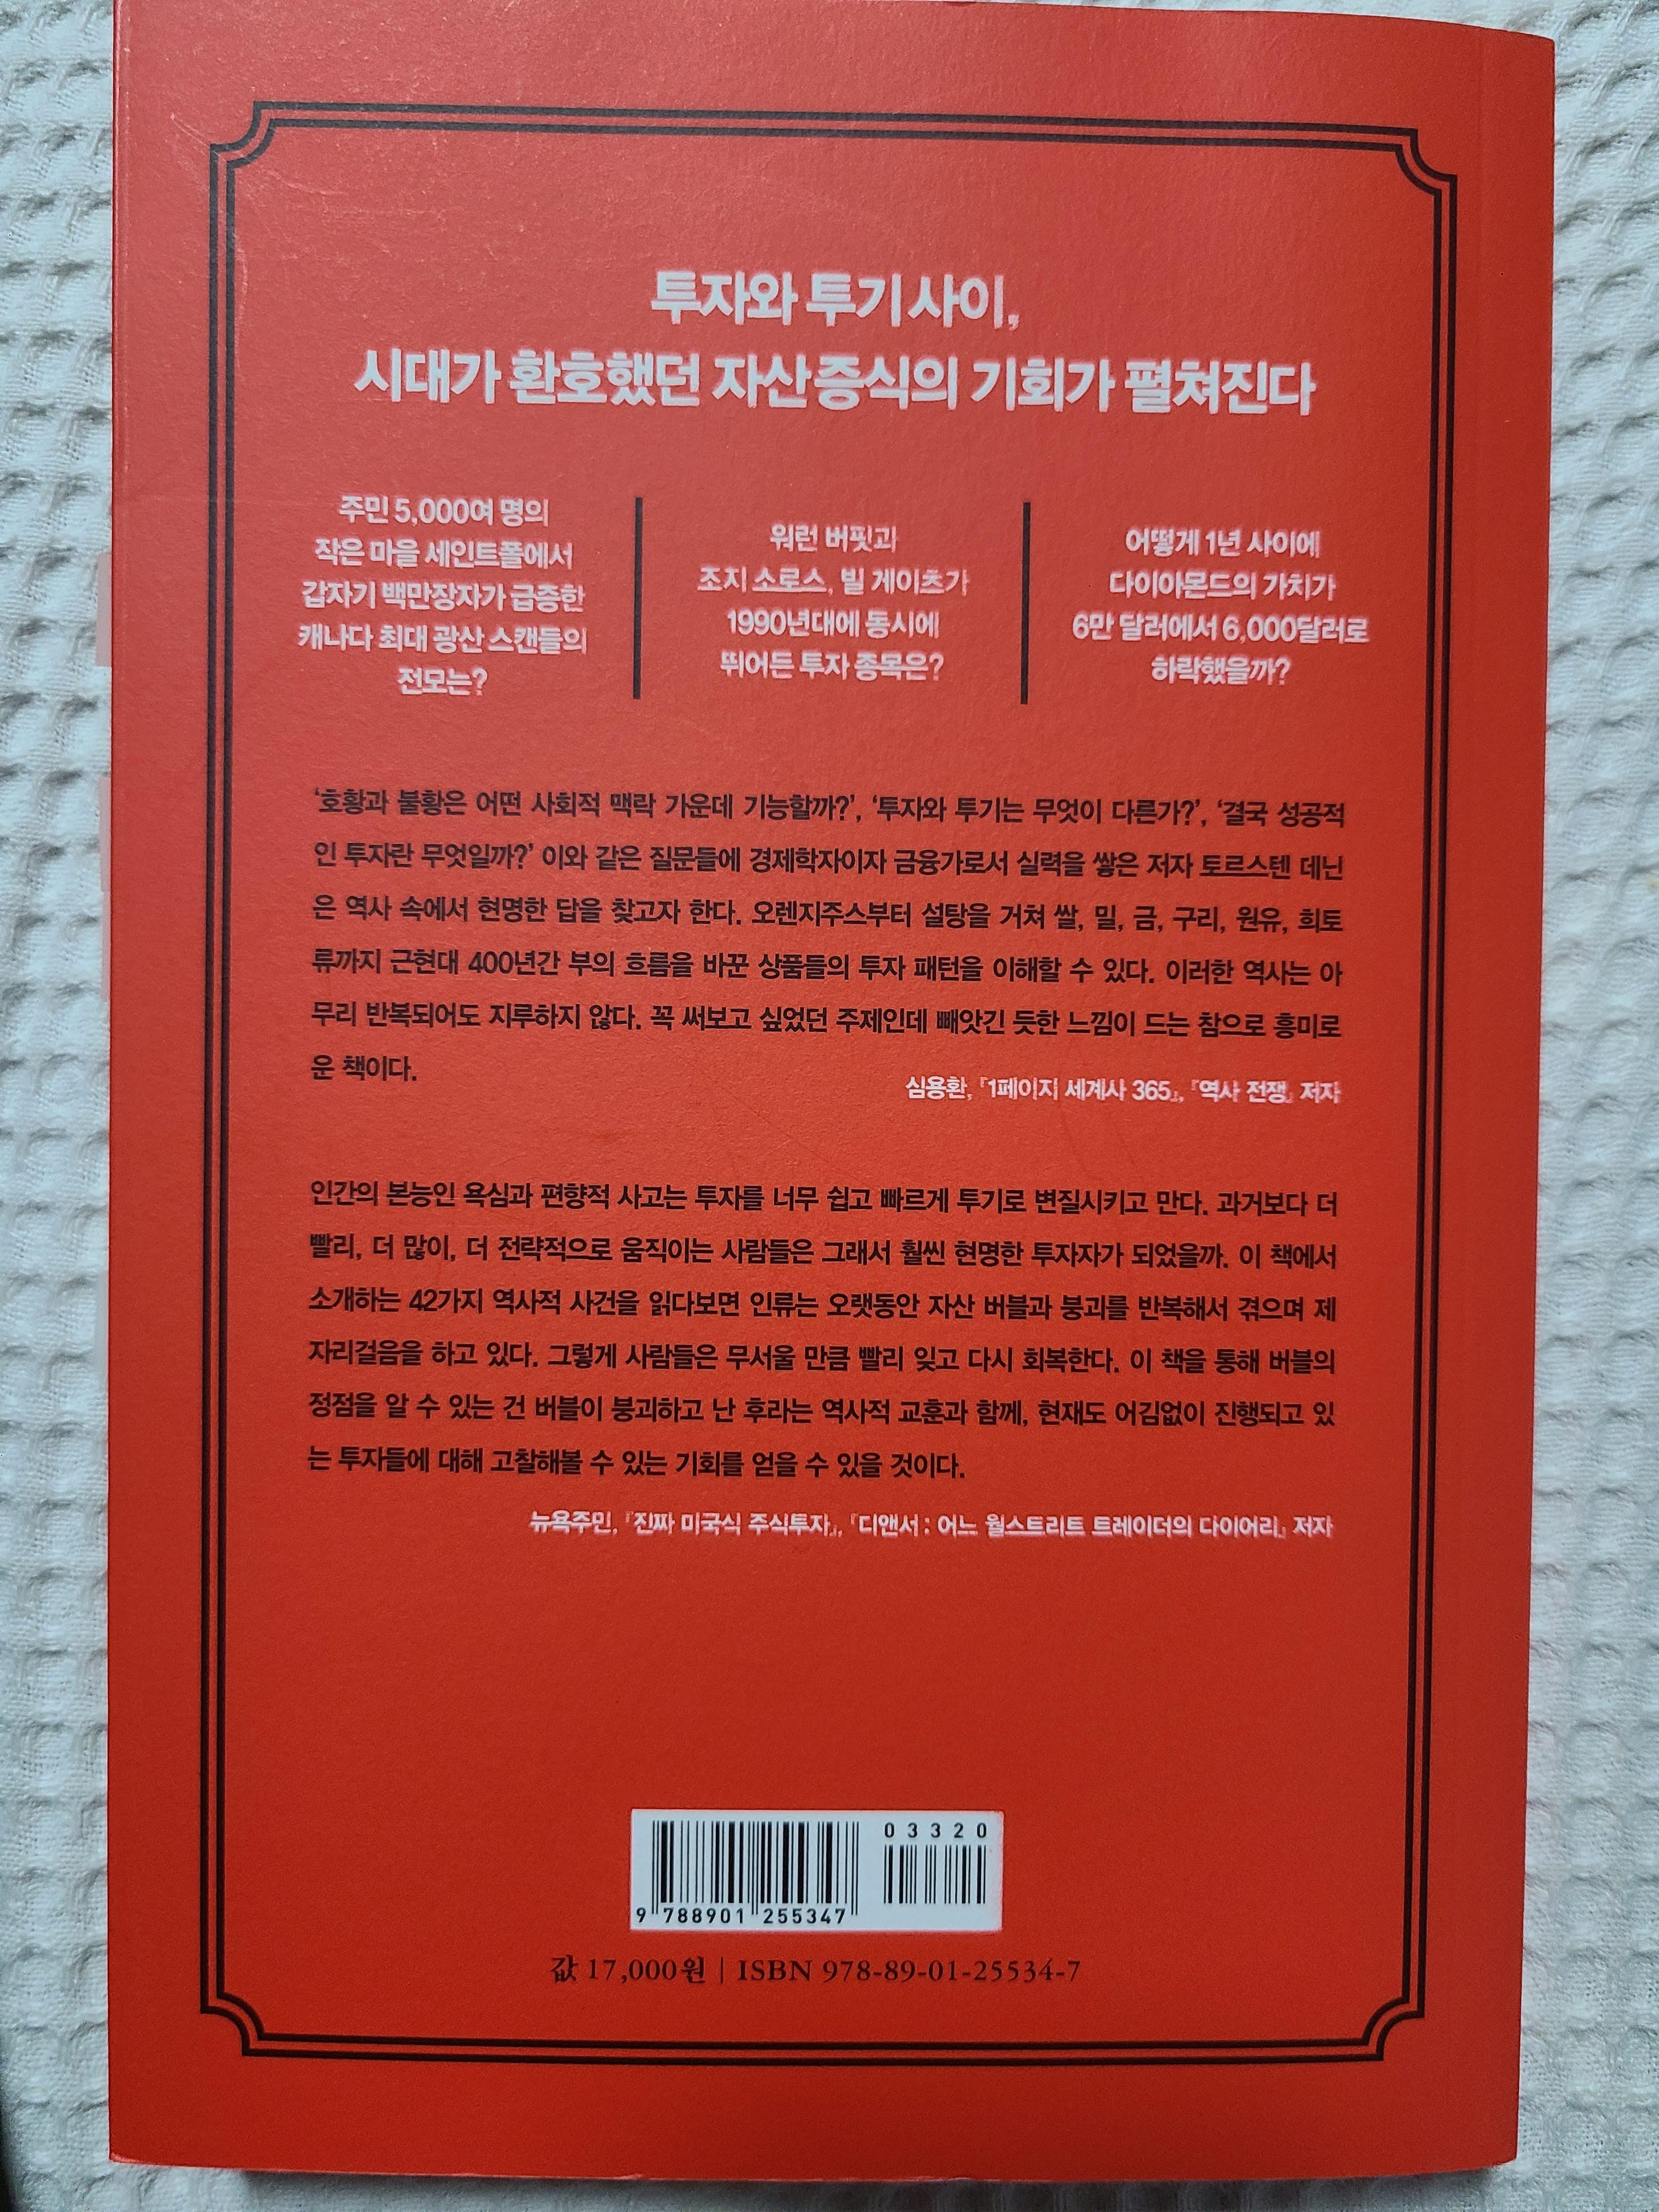 투자와 투기 사이,
시대가 환호했던 자산 증식의 기회가 펼쳐진다
주민 5,000여 명의
작은 마을 세인트폴에서
갑자기 백만장자가 급증한
캐나다 최대 광산 스캔들의
전모는?
워런 버핏과
조지 소로스, 빌 게이츠가
1990년대에 동시에
뛰어든 투자 종목은?
어떻게 1년 사이에
다이아몬드의 가치가
6만 달러에서 6,000달러로
하락했을까?
‘호황과 불황은 어떤 사회적 맥락 가운데 기능할까?’, ‘투자와 투기는 무엇이 다른가?’, ‘결국 성공적
인 투자란 무엇일까?’ 이와 같은 질문들에 경제학자이자 금융가로서 실력을 쌓은 저자 토르스텐 데닌
은 역사 속에서 현명한 답을 찾고자 한다. 오렌지주스부터 설탕을 거쳐 쌀, 밀, 금, 구리, 원유, 희토
류까지 근현대 400년간 부의 흐름을 바꾼 상품들의 투자 패턴을 이해할 수 있다. 이러한 역사는 아
무리 반복되어도 지루하지 않다. 꼭 써보고 싶었던 주제인데 빼앗긴 듯한 느낌이 드는 참으로 흥미로
운 책이다.
심용환, 『1페이지 세계사 365』, 『역사 전쟁』 저자
인간의 본능인 욕심과 편향적 사고는 투자를 너무 쉽고 빠르게 투기로 변질시키고 만다. 과거보다 더
빨리, 더 많이, 더 전략적으로 움직이는 사람들은 그래서 훨씬 현명한 투자자가 되었을까. 이 책에서
소개하는 42가지 역사적 사건을 읽다보면 인류는 오랫동안 자산 버블과 붕괴를 반복해서 겪으며 제
자리걸음을 하고 있다. 그렇게 사람들은 무서울 만큼 빨리 잊고 다시 회복한다. 이 책을 통해 버블의
정점을 알 수 있는 건 버블이 붕괴하고 난 후라는 역사적 교훈과 함께, 현재도 어김없이 진행되고 있
는 투자들에 대해 고찰해볼 수 있는 기회를 얻을 수 있을 것이다.
뉴욕주민, 『진짜 미국식 주식투자』, 『디앤서 : 어느 월스트리트 트레이더의 다이어리』 저자
03320
9 788901 255347
값 17,000원 | ISBN 978-89-01-25534-7